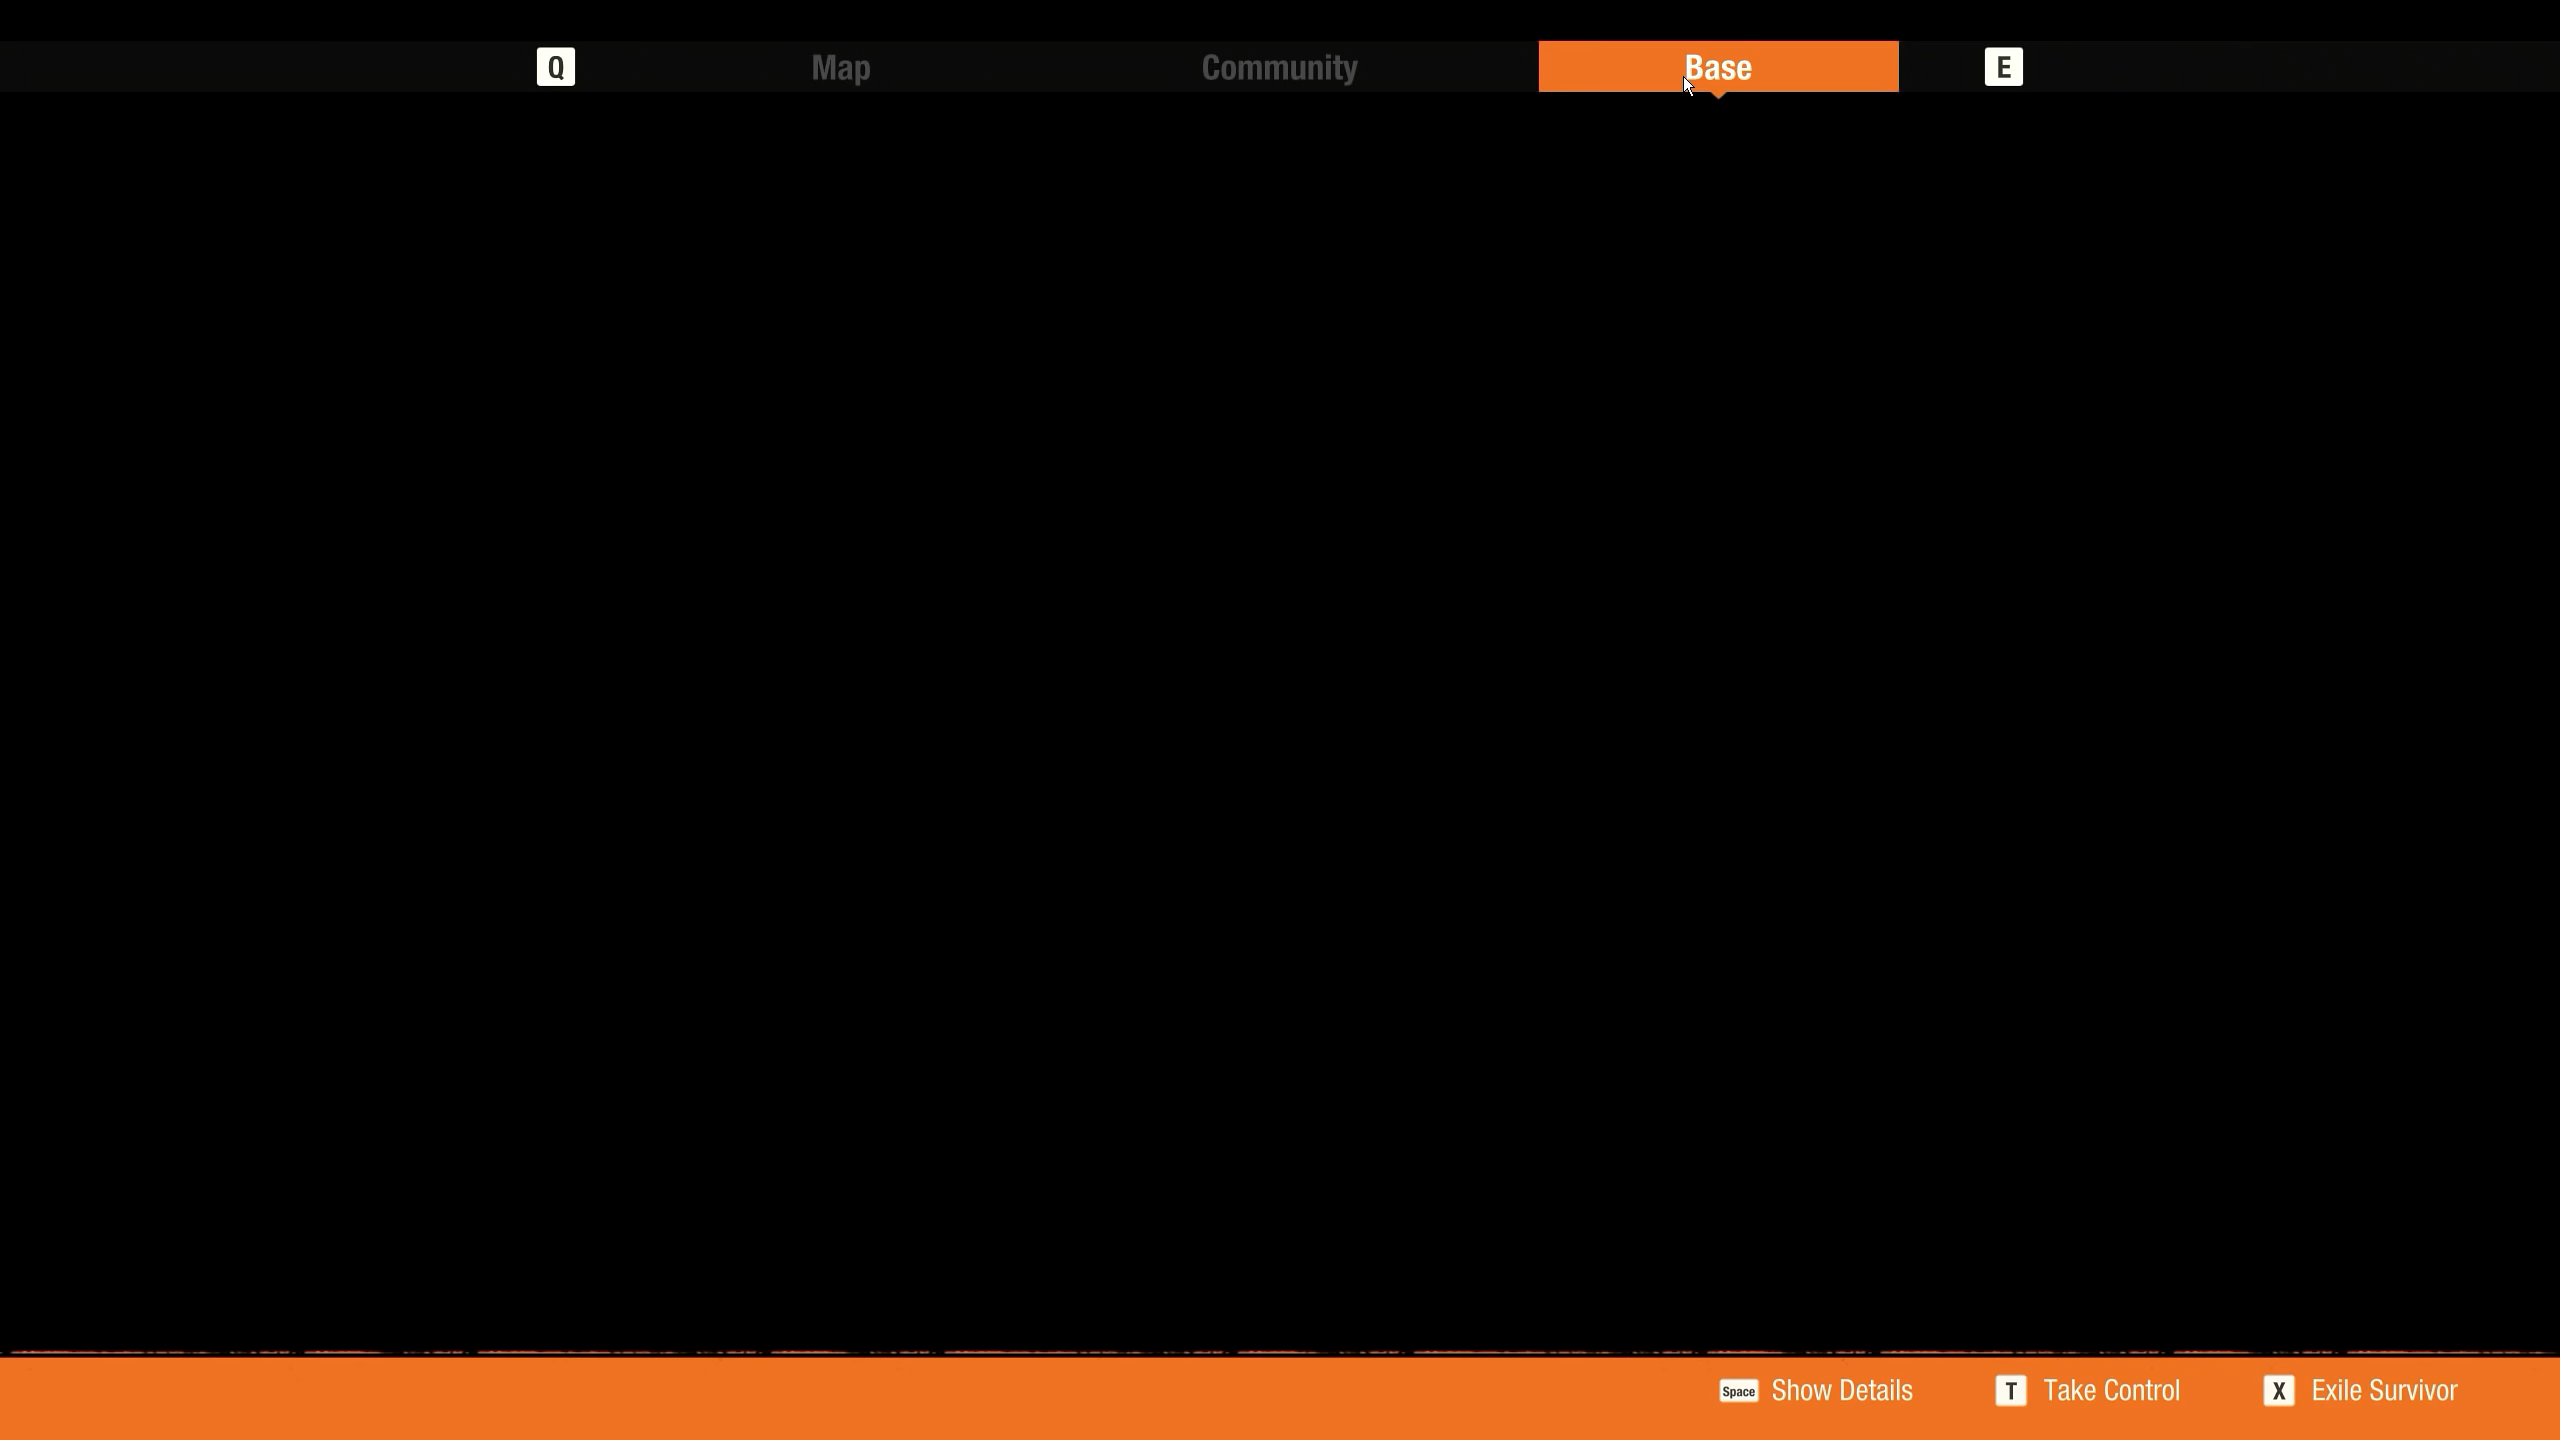 Q Map Community Base E
Space Show Details T Take Control X Exile Survivor